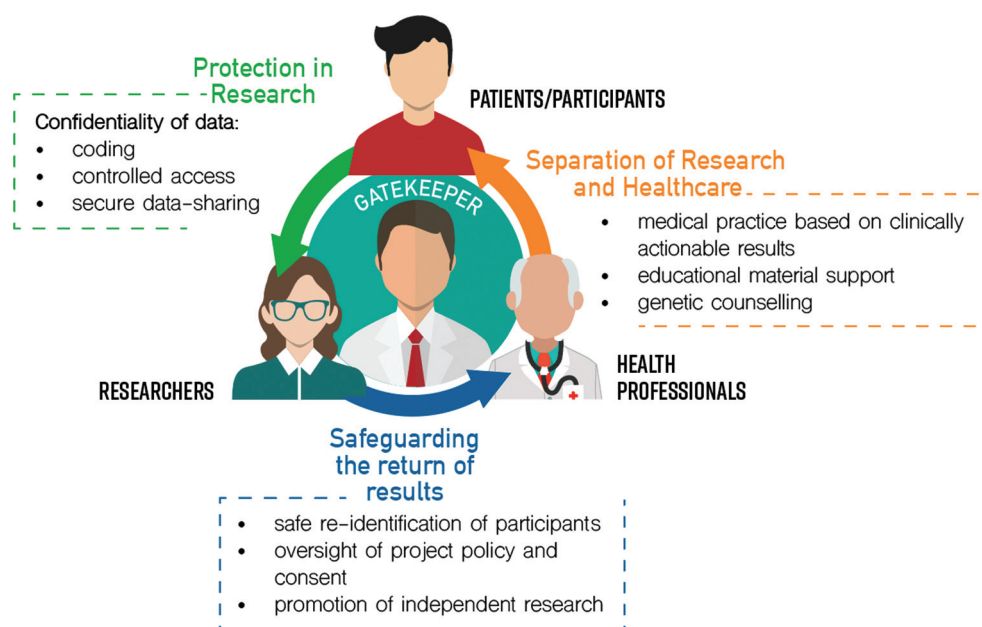 Protection in
Research
PATIENTS/PARTICIPANTS
Confidentiality of data:
• coding
• controlled access
• secure data-sharing
Separation of Research
and Healthcare
• medical practice based on clinically
actionable results
• educational material support
• genetic counselling
GATEKEEPER
RESEARCHERS
HEALTH
PROFESSIONALS
Safeguarding
the return of
results
• safe re-identification of participants
• oversight of project policy and
consent
• promotion of independent research